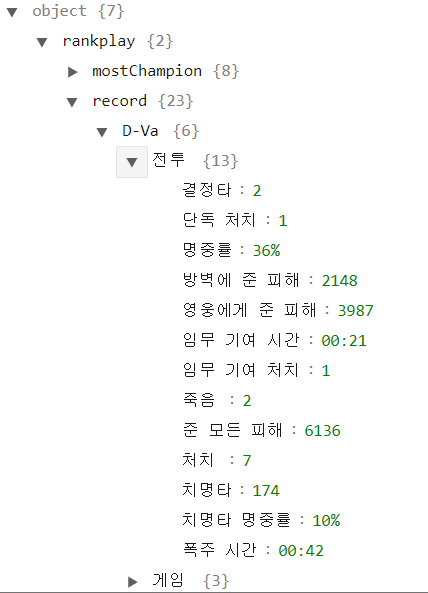 object {7}
rankplay {2}
mostChampion {8}
record {23}
D-Va {6}
전투 {13}
결정타 : 2
단독 처치 : 1
명중률 : 36%
방벽에 준 피해 : 2148
영웅에게 준 피해 : 3987
임무 기여 시간 : 00:21
임무 기여 처치 : 1
죽음 : 2
준 모든 피해 : 6136
처치 : 7
치명타 : 174
치명타 명중률 : 10%
폭주 시간 : 00:42
게임 {3}